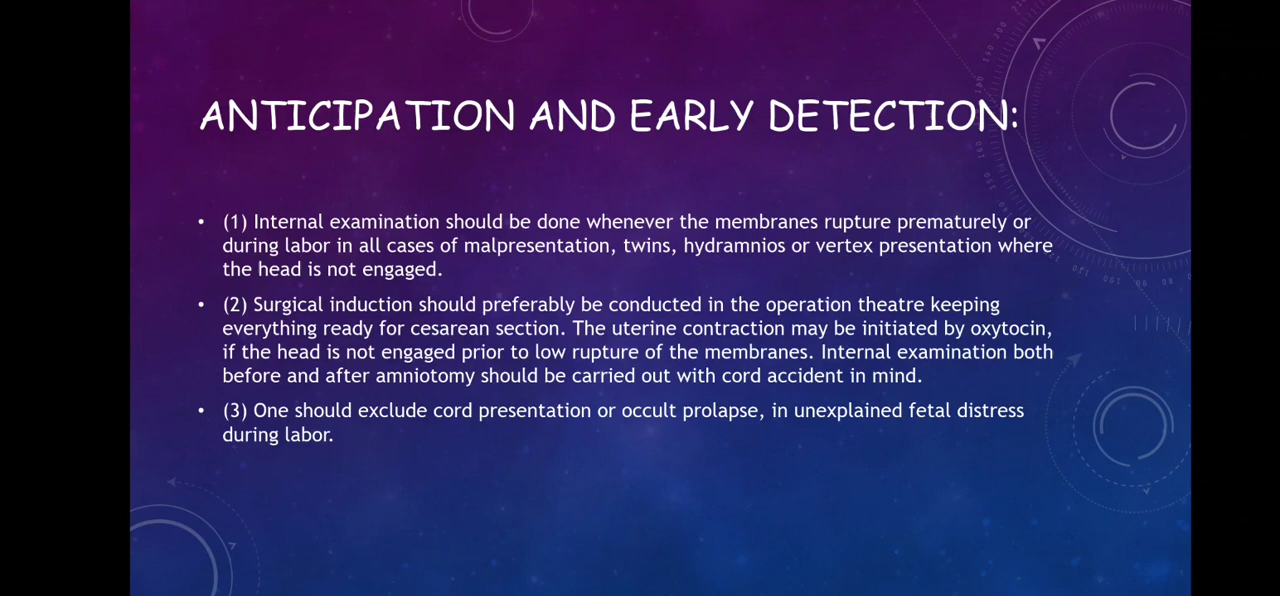 ANTICIPATION AND EARLY DETECTION:
• (1) Internal examination should be done whenever the membranes rupture prematurely or
during labor in all cases of malpresentation, twins, hydramnios or vertex presentation where
the head is not engaged.
• (2) Surgical induction should preferably be conducted in the operation theatre keeping
everything ready for cesarean section. The uterine contraction may be initiated by oxytocin,
if the head is not engaged prior to low rupture of the membranes. Internal examination both
before and after amniotomy should be carried out with cord accident in mind.
• (3) One should exclude cord presentation or occult prolapse, in unexplained fetal distress
during labor.